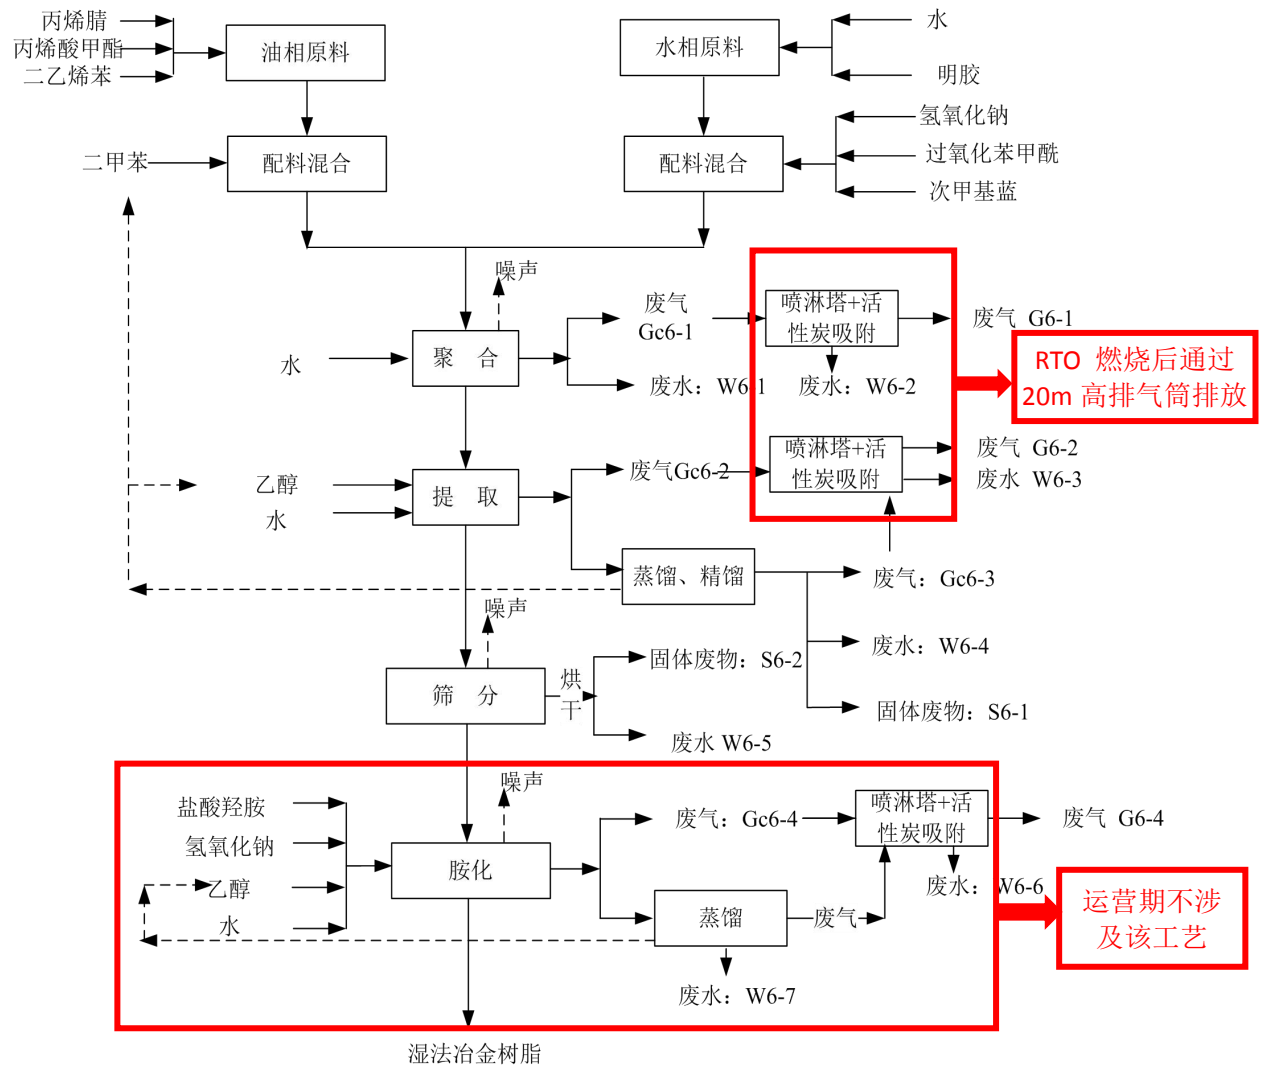 丙烯腈
丙烯酸甲酯
二乙烯苯
油相原料
水相原料
水
明胶
二甲苯
配料混合
配料混合
氢氧化钠
过氧化苯甲酰
次甲基蓝
噪声
水
聚 合
废气
Gc6-1
废水：W6-1
喷淋塔+活
性炭吸附
废水：W6-2
废气 G6-1
RTO 燃烧后通过
20m 高排气筒排放
乙醇
水
提 取
废气Gc6-2
喷淋塔+活
性炭吸附
废气 G6-2
废水 W6-3
蒸馏、精馏
废气：Gc6-3
废水：W6-4
固体废物：S6-1
噪声
筛 分
烘
干
固体废物：S6-2
废水 W6-5
盐酸羟胺
氢氧化钠
乙醇
水
噪声
胺化
废气：Gc6-4
喷淋塔+活
性炭吸附
废气 G6-4
废水：W6-6
蒸馏
废气
废水：W6-7
运营期不涉
及该工艺
湿法冶金树脂